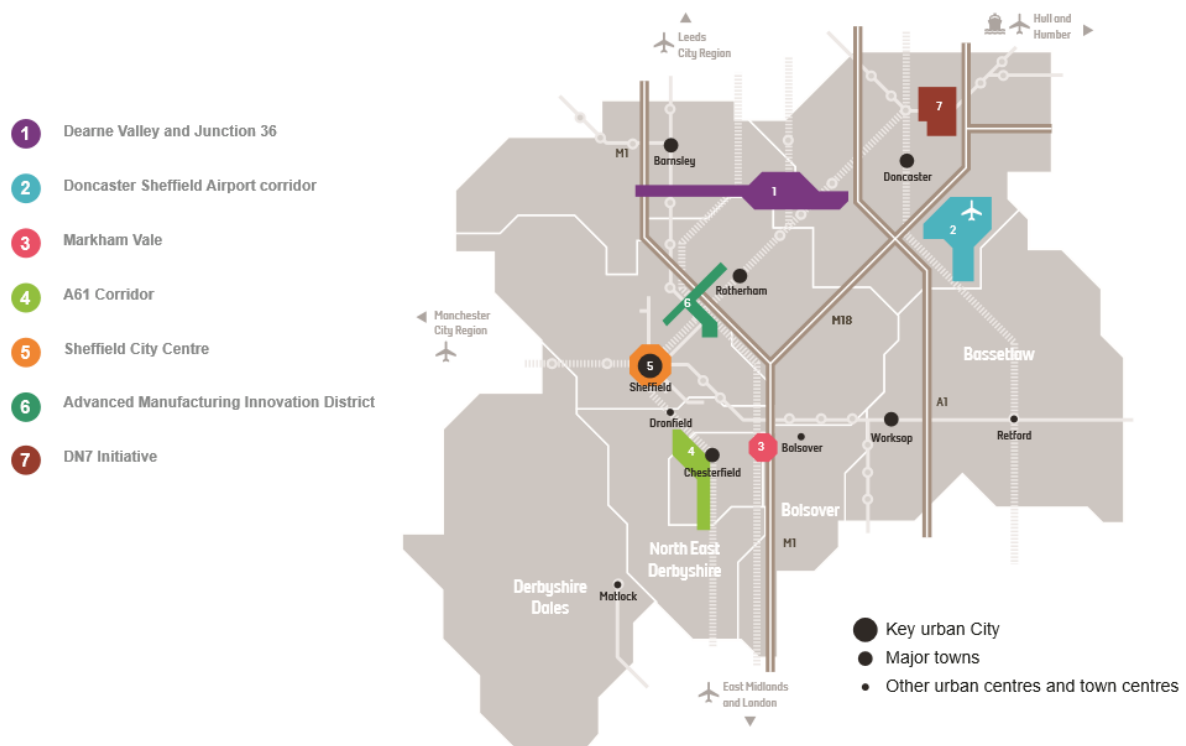 1 Dearne Valley and Junction 36
2 Doncaster Sheffield Airport corridor
3 Markham Vale
4 A61 Corridor
5 Sheffield City Centre
6 Advanced Manufacturing Innovation District
7 DN7 Initiative
Leeds
City Region
Hull and
Humber
M1
Barnsley
7
Doncaster
1
2
Rotherham
6
Manchester
City Region
M18
5
Sheffield
Bassetlaw
A1
Dronfield
4
Chesterfield
3
Bolsover
Worksop
Retford
Bolsover
M1
North East
Derbyshire
Derbyshire
Dales
Matlock
East Midlands
and London
Key urban City
Major towns
Other urban centres and town centres